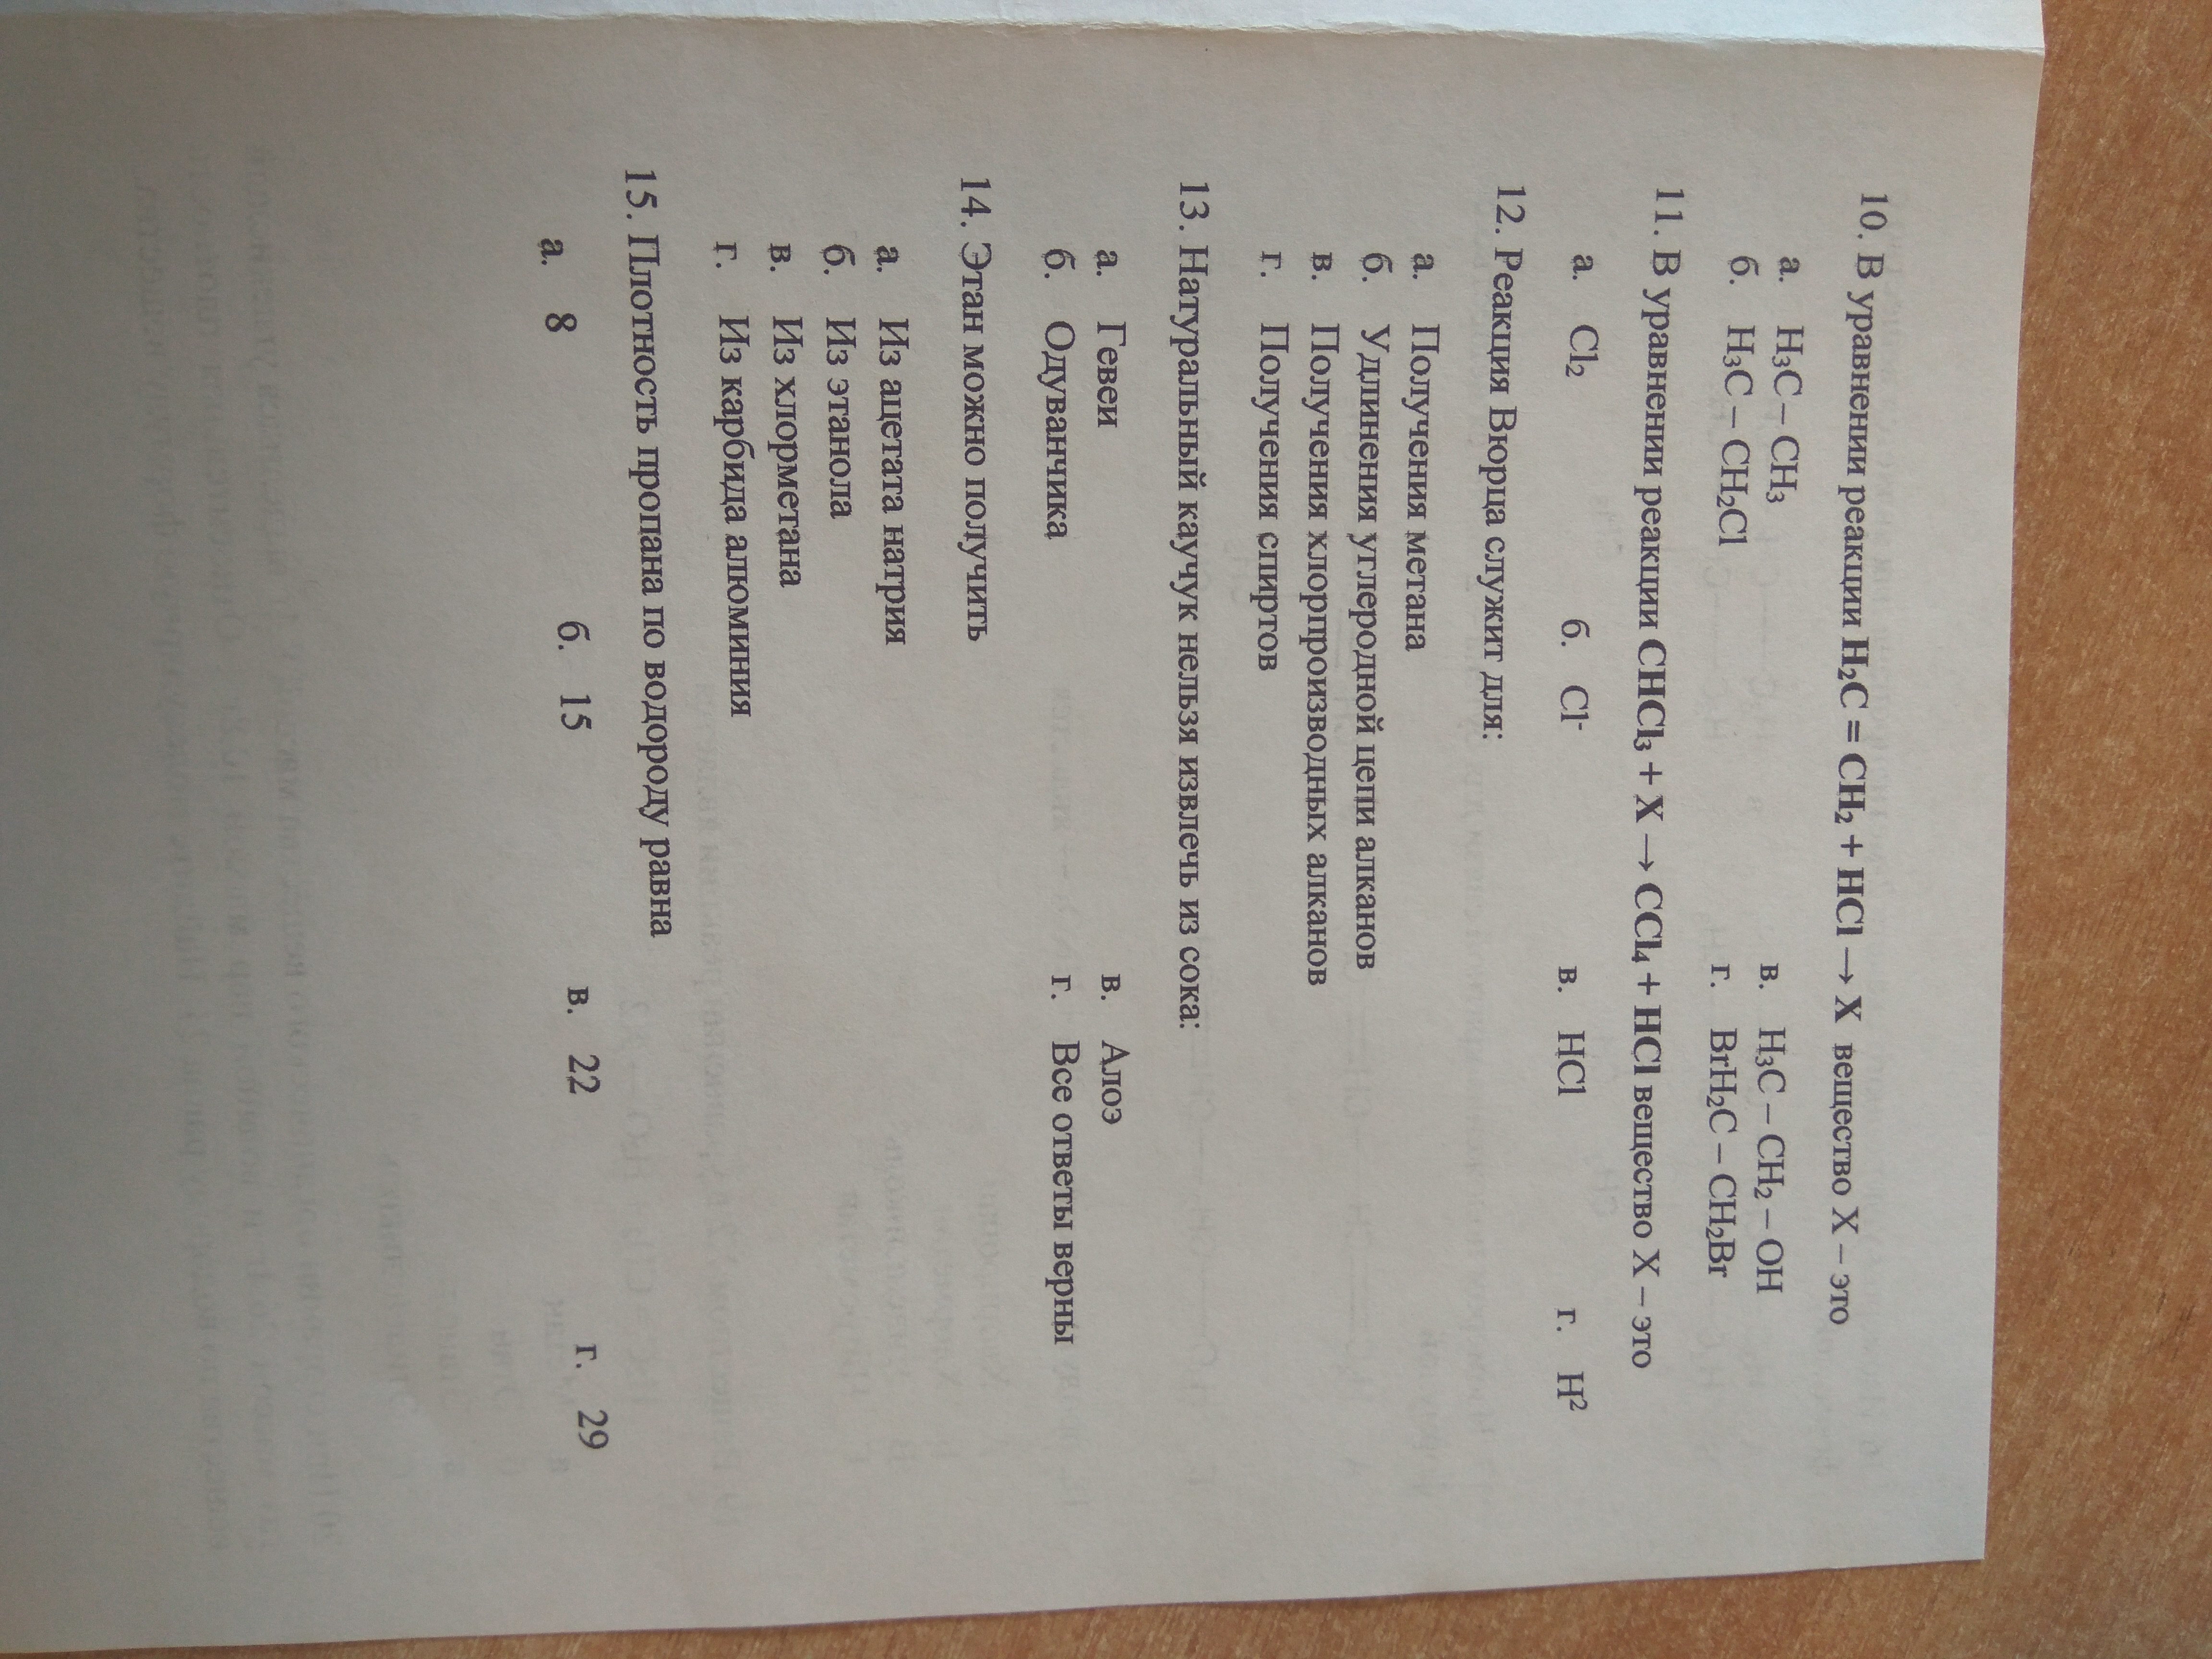 10. В уравнении реакции H₂C = CH₂ + HCl → X вещество X – это
а. H₃C – CH₃
в. H₃C – CH₂ – OH
б. H₃C – CH₂Cl
г. BrH₂C – CH₂Br
11. В уравнении реакции CHCl₃ + X → CCl₄ + HCl вещество X – это
а. Cl₂ б. Cl⁻ в. HCl г. H²
12. Реакция Вюрца служит для:
а. Получения метана
б. Удлинения углеродной цепи алканов
в. Получения хлорпроизводных алканов
г. Получения спиртов
13. Натуральный каучук нельзя извлечь из сока:
а. Гевеи в. Алоэ
б. Одуванчика г. Все ответы верны
14. Этан можно получить
а. Из ацетата натрия
б. Из этанола
в. Из хлорметана
г. Из карбида алюминия
15. Плотность пропана по водороду равна
а. 8 б. 15 в. 22 г. 29